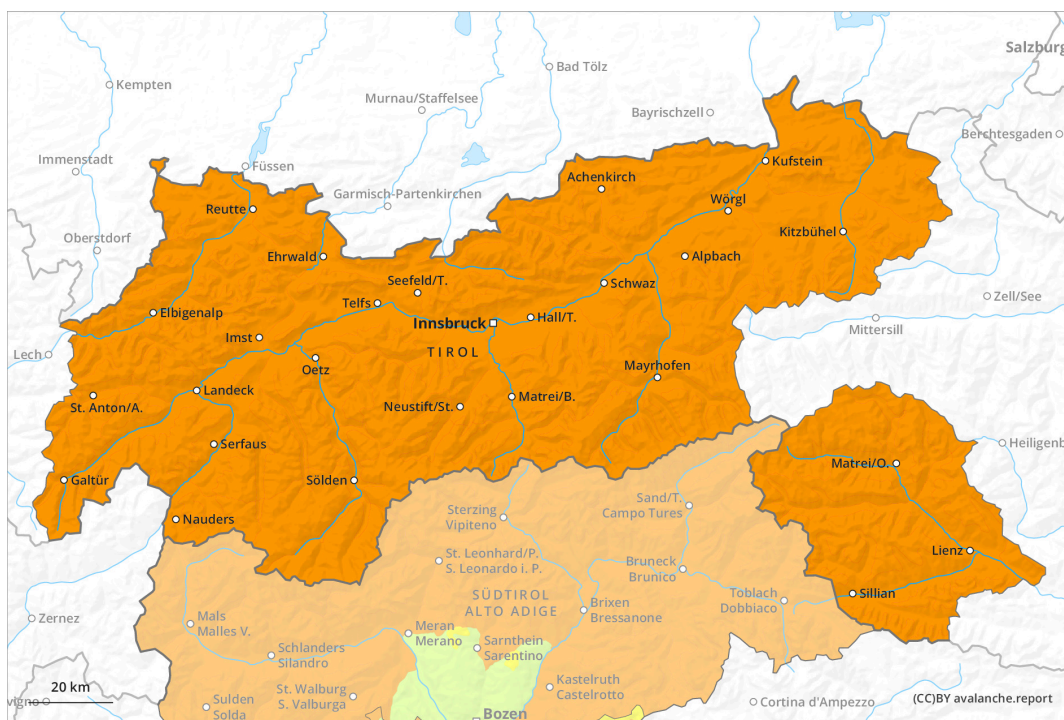 Salzburg
Bad Tölz
Kempten
Murnau/Staffelsee
Bayrischzell
Berchtesgaden
Immenstadt
Füssen
Kufstein
Achenkirch
Garmisch-Partenkirchen
Wörgl
Reutte
Oberstdorf
Kitzbühel
Ehrwald
Alpbach
Seefeld/T.
Schwaz
Zell/See
Telfs
Elbigenalp
Hall/T.
Innsbruck
Mittersill
Imst
Lech
TIROL
Oetz
Mayrhofen
Landeck
Matrei/B.
St. Anton/A.
Neustift/St.
Serfaus
Heiligenb
Matrei/O.
Galtür
Sölden
Sand/T.
Campo Tures
Sterzing
Vipiteno
Nauders
Lienz
St. Leonhard/P.
S. Leonardo i. P.
Bruneck
Brunico
Sillian
SÜDTIROL
ALTO ADIGE
Toblach
Dobbiaco
Brixen
Bressanone
Zernez
Mals
Malles V.
Meran
Merano
Sarnthein
Sarentino
Schlanders
Silandro
Kastelruth
Castelrotto
20 km
St. Walburg
S. Valburga
vigno
Sulden
Solda
Cortina d'Ampezzo
(CC)BY avalanche.report
Bozen